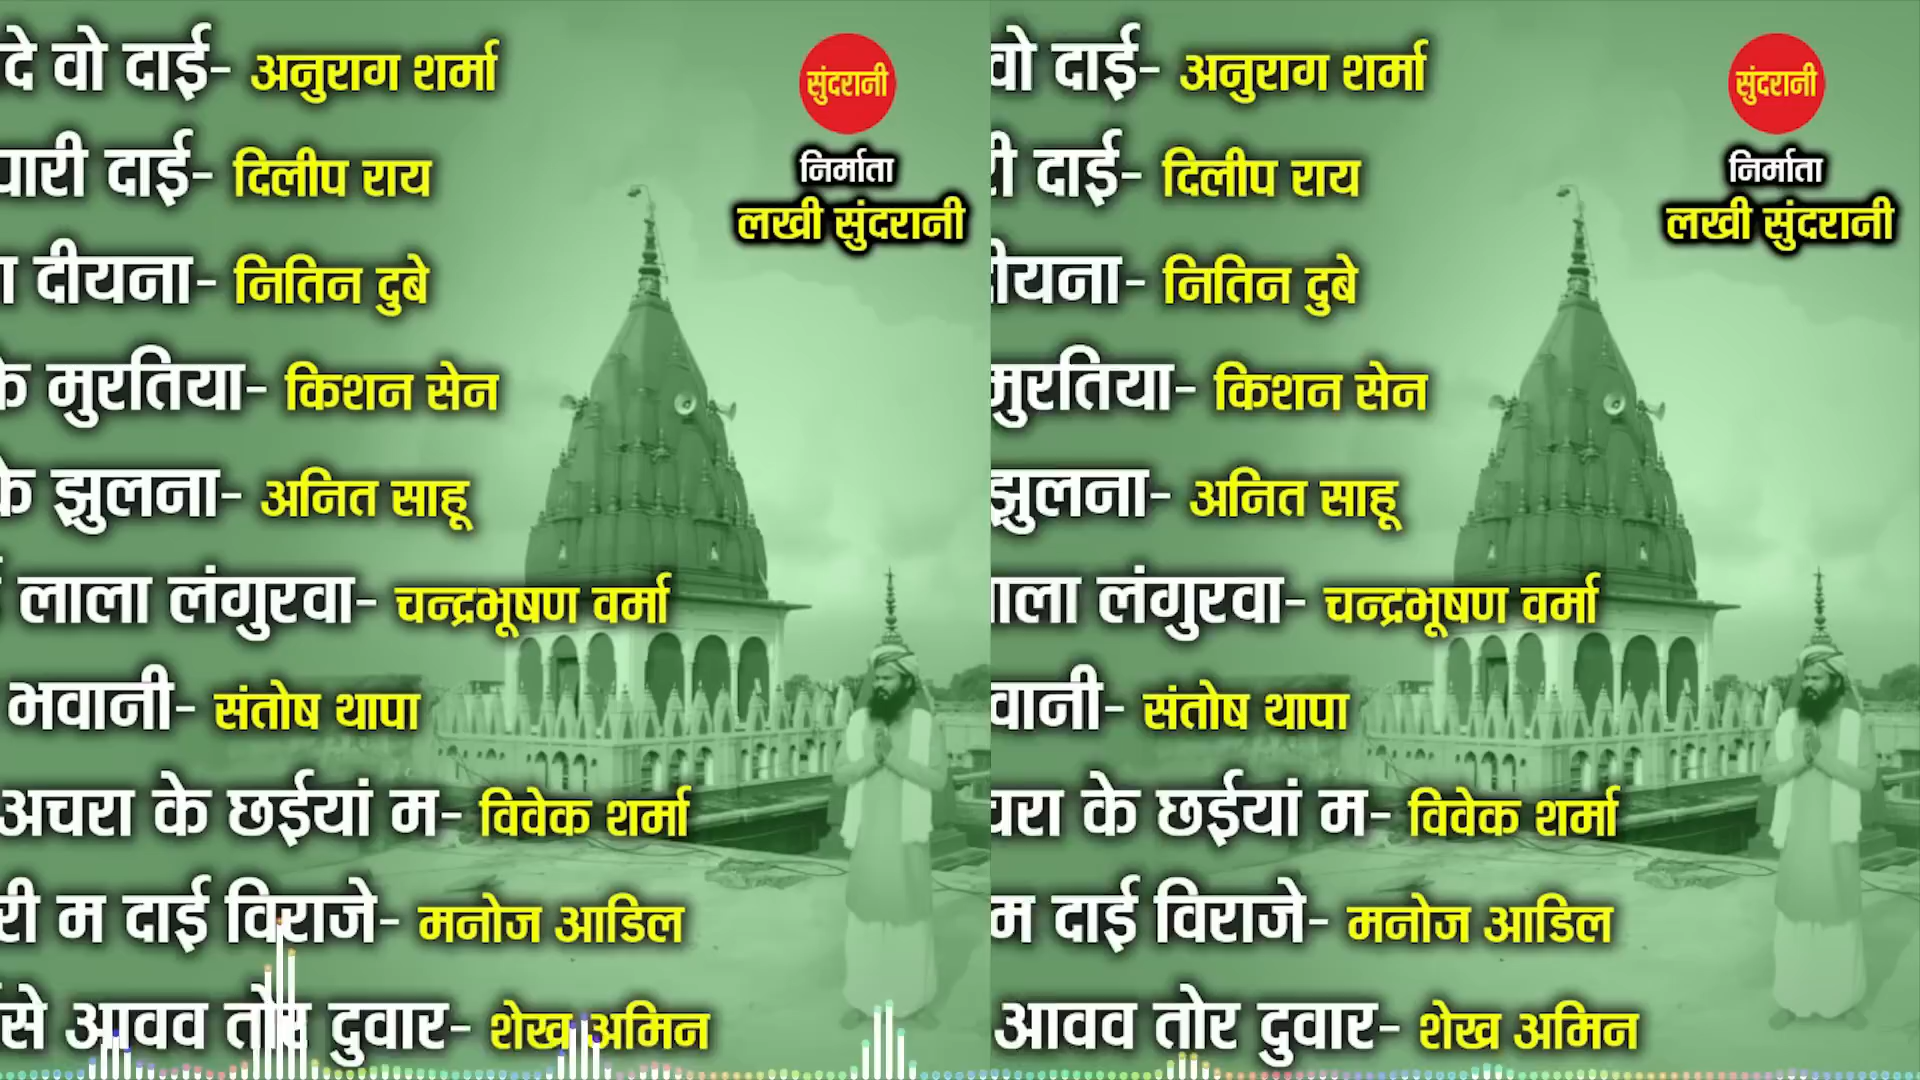 दे वो दाई- अनुराग शर्मा
दाई- दिलीप राय
दीयना- नितिन दुबे
के मुरतिया- किशन सेन
के झुलना- अनित साहू
लाला लंगुरवा- चन्द्रभूषण वर्मा
भवानी- संतोष थापा
अचरा के छईयां म- विवेक शर्मा
म दाई विराजे- मनोज आडिल
से आवव तोर दुवार- शेख अमिन
सुंदरानी
निर्माता
लखी सुंदरानी
वो दाई- अनुराग शर्मा
दाई- दिलीप राय
नितिन दुबे
मुरतिया- किशन सेन
झुलना- अनित साहू
लंगुरवा- चन्द्रभूषण वर्मा
संतोष थापा
के छईयां म- विवेक शर्मा
म दाई विराजे- मनोज आडिल
आवव तोर दुवार- शेख अमिन
सुंदरानी
निर्माता
लखी सुंदरानी